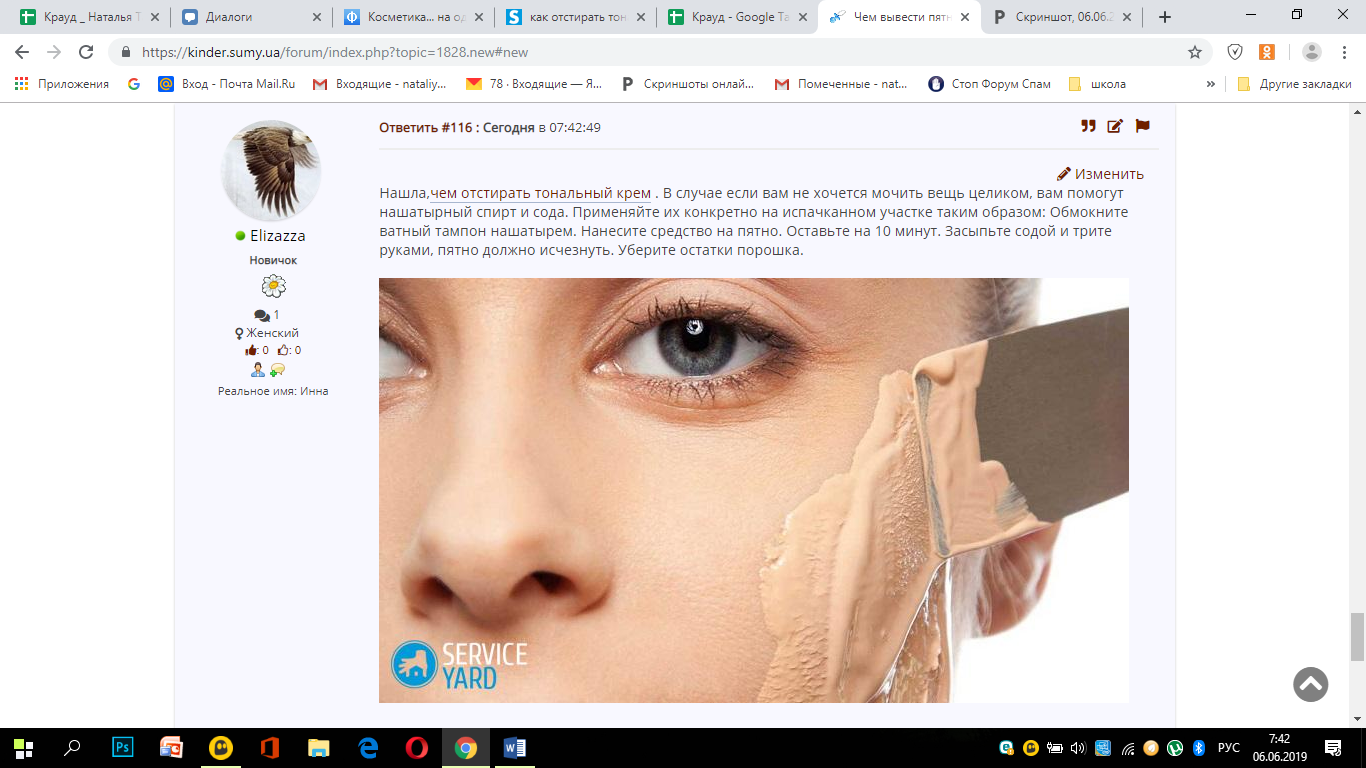 Крауд _ Наталья Т
Диалоги
Косметика... на од
как отстирать тон
Крауд - Google Та
Чем вывести пятн
Скриншот, 06.06.2
https://kinder.sumy.ua/forum/index.php?topic=1828.new#new
Приложения
Вход - Почта Mail.Ru
Входящие - nataliy...
78 · Входящие — Я...
Скриншоты онлай...
Помеченные - nat...
Стоп Форум Спам
школа
»
Другие закладки
Ответить #116 : Сегодня в 07:42:49
Изменить
Нашла,чем отстирать тональный крем . В случае если вам не хочется мочить вещь целиком, вам помогут
нашатырный спирт и сода. Применяйте их конкретно на испачканном участке таким образом: Обмокните
ватный тампон нашатырем. Нанесите средство на пятно. Оставьте на 10 минут. Засыпьте содой и трите
руками, пятно должно исчезнуть. Уберите остатки порошка.
Elizazza
Новичок
1
Женский
: 0 : 0
Реальное имя: Инна
SERVICE
YARD
Ps
РУС
7:42
06.06.2019